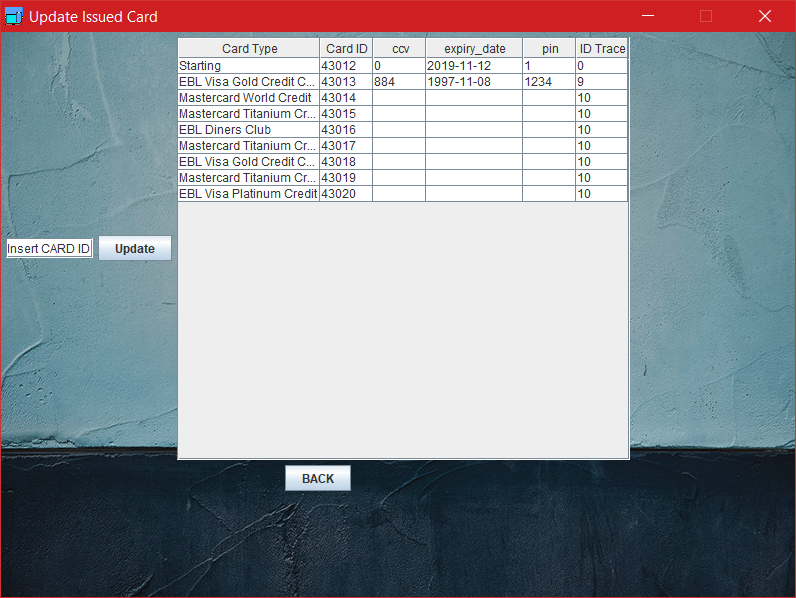 Update Issued Card
Card Type Card ID ccv expiry_date pin ID Trace
Starting 43012 0 2019-11-12 1 0
EBL Visa Gold Credit C... 43013 884 1997-11-08 1234 9
Mastercard World Credit 43014 10
Mastercard Titanium Cr... 43015 10
EBL Diners Club 43016 10
Mastercard Titanium Cr... 43017 10
EBL Visa Gold Credit C... 43018 10
Mastercard Titanium Cr... 43019 10
EBL Visa Platinum Credit 43020 10
Insert CARD ID Update
BACK